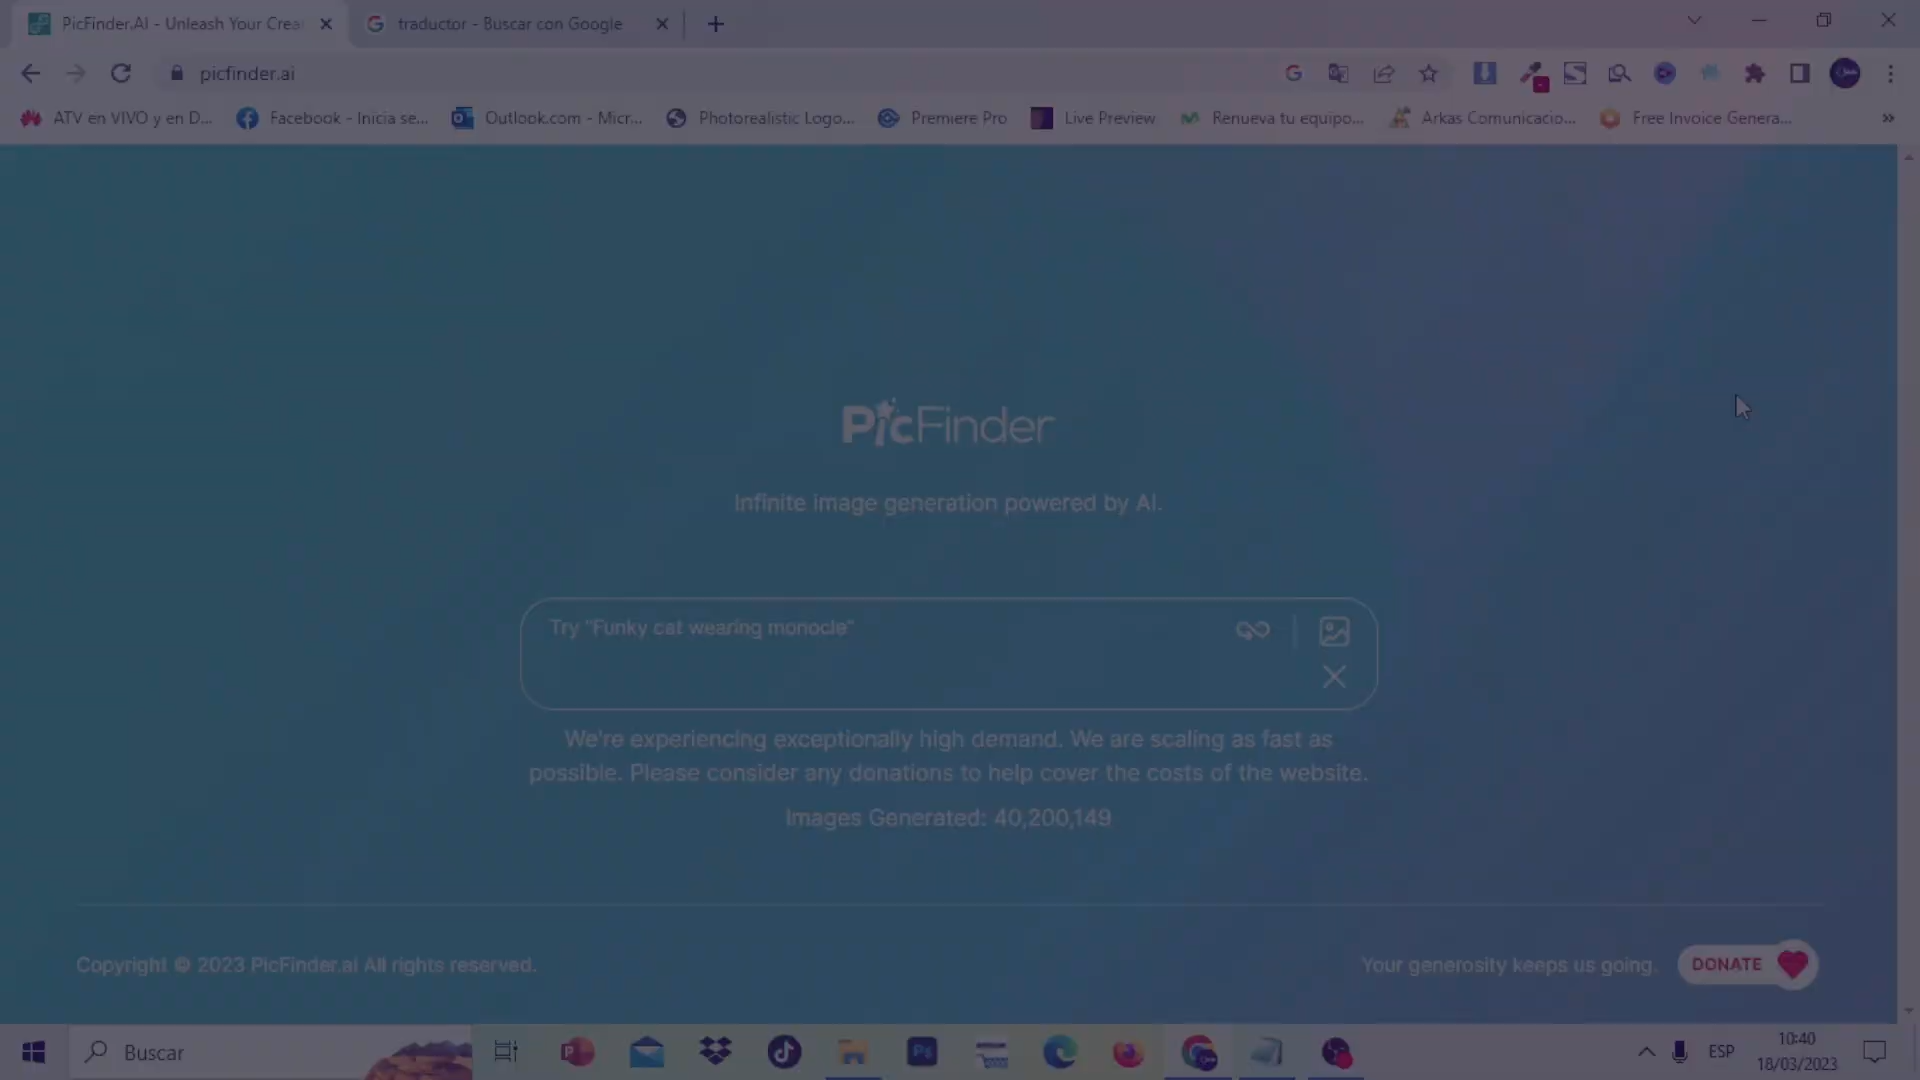 PicFinder.AI - Unleash Your Crea
traductor - Buscar con Google
picfinder.ai
ATV en VIVO y en D...
Facebook - Inicia se...
Outlook.com - Micr...
Photorealistic Logo...
Premiere Pro
Live Preview
Renueva tu equipo...
Arkas Comunicacio...
Free Invoice Genera...
PicFinder
Infinite image generation powered by AI.
Try "Funky cat wearing monocle"
We're experiencing exceptionally high demand. We are scaling as fast as
possible. Please consider any donations to help cover the costs of the website.
Images Generated: 40,200,149
Copyright © 2023 PicFinder.ai All rights reserved.
Your generosity keeps us going.
DONATE
Buscar
ESP
10:40
18/03/2023